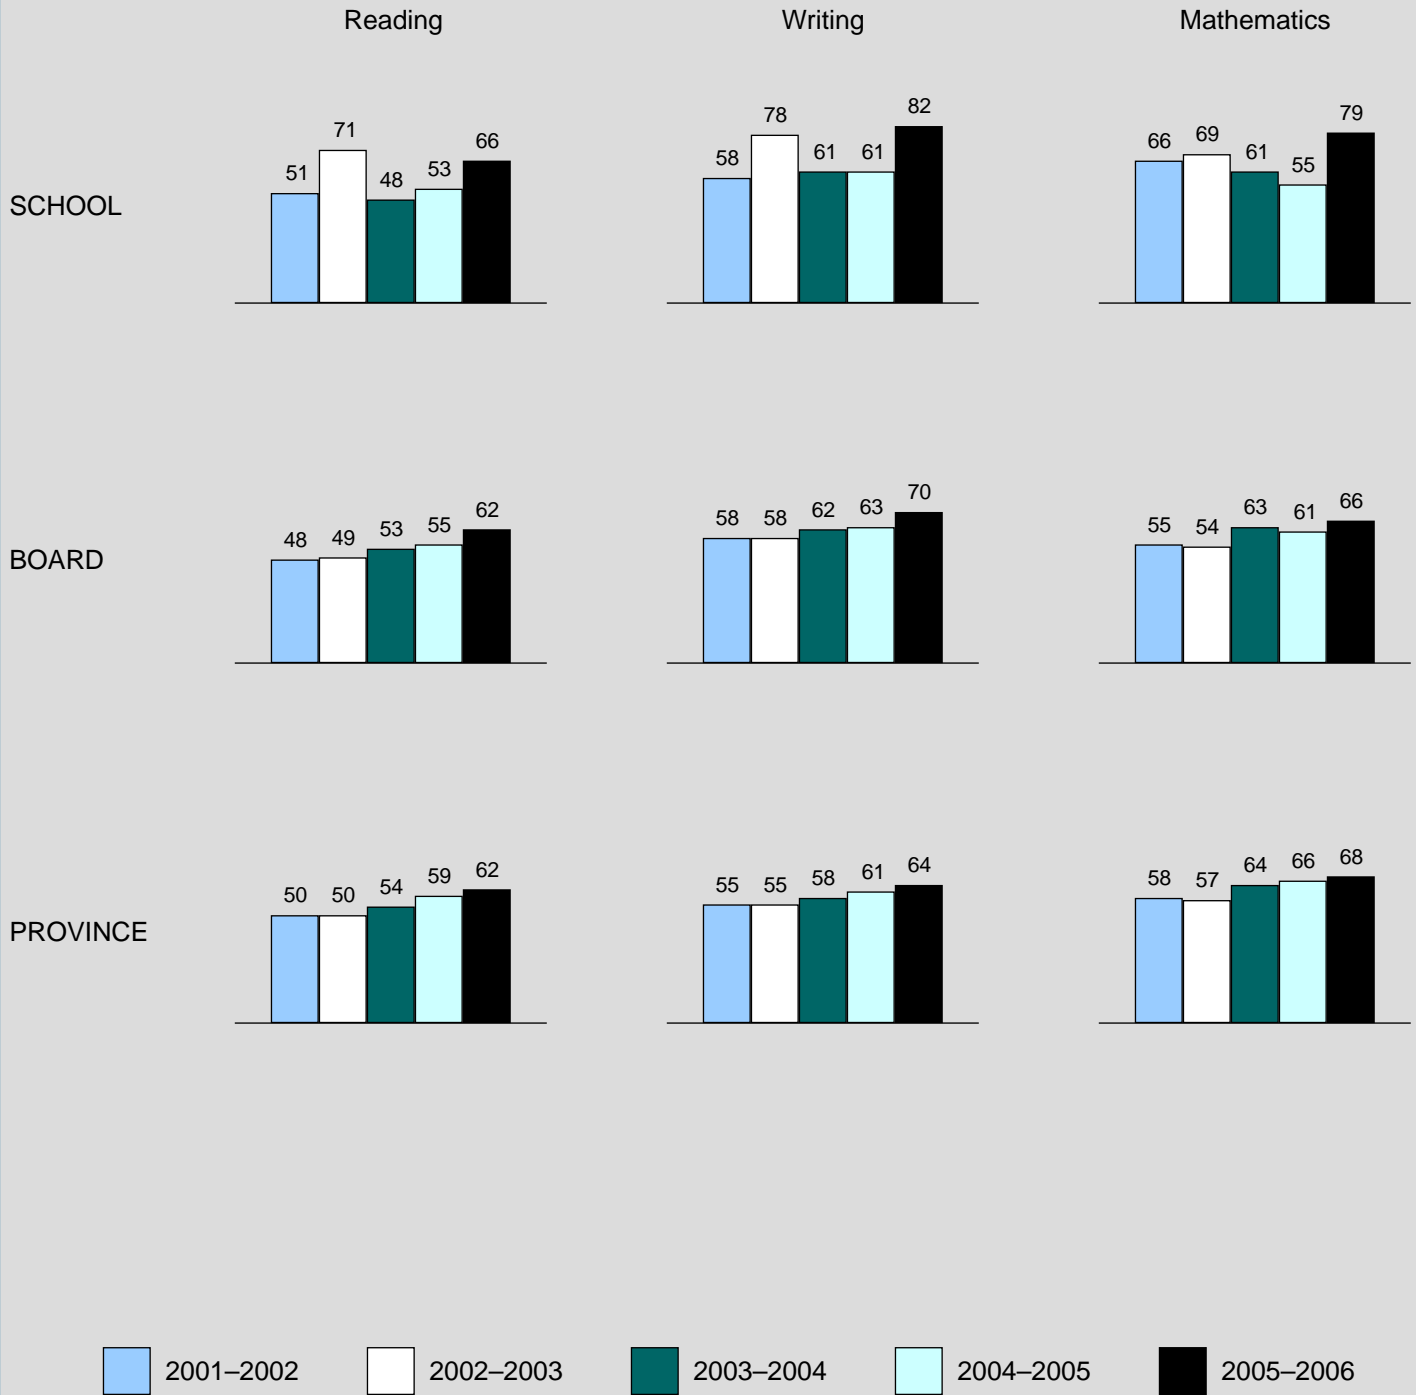 Reading Writing Mathematics
SCHOOL
51 71 48 53 66
58 78 61 61 82
66 69 61 55 79
BOARD
48 49 53 55 62
58 58 62 63 70
55 54 63 61 66
PROVINCE
50 50 54 59 62
55 55 58 61 64
58 57 64 66 68
2001–2002 2002–2003 2003–2004 2004–2005 2005–2006